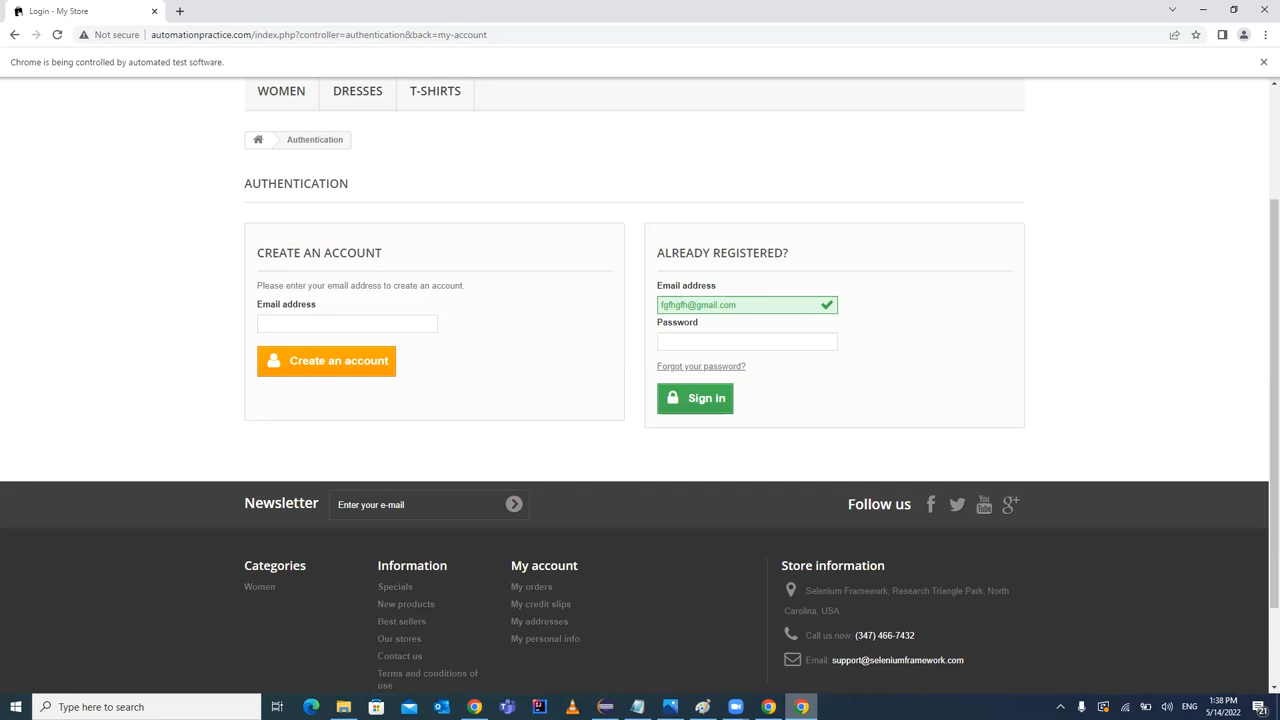 Login - My Store
Not secure automationpractice.com/index.php?controller=authentication&back=my-account
Chrome is being controlled by automated test software.
WOMEN DRESSES T-SHIRTS
Authentication
AUTHENTICATION
CREATE AN ACCOUNT
Please enter your email address to create an account.
Email address
Create an account
ALREADY REGISTERED?
Email address
fgfhgfh@gmail.com
Password
Forgot your password?
Sign in
Newsletter Enter your e-mail
Follow us
You Tube
Categories
Women
Information
Specials
New products
Best sellers
Our stores
Contact us
Terms and conditions of
use
My account
My orders
My credit slips
My addresses
My personal info
Store information
Selenium Framework, Research Triangle Park, North
Carolina, USA
Call us now: (347) 466-7432
Email: support@seleniumframework.com
Type here to search
ENG
1:38 PM
5/14/2022
21